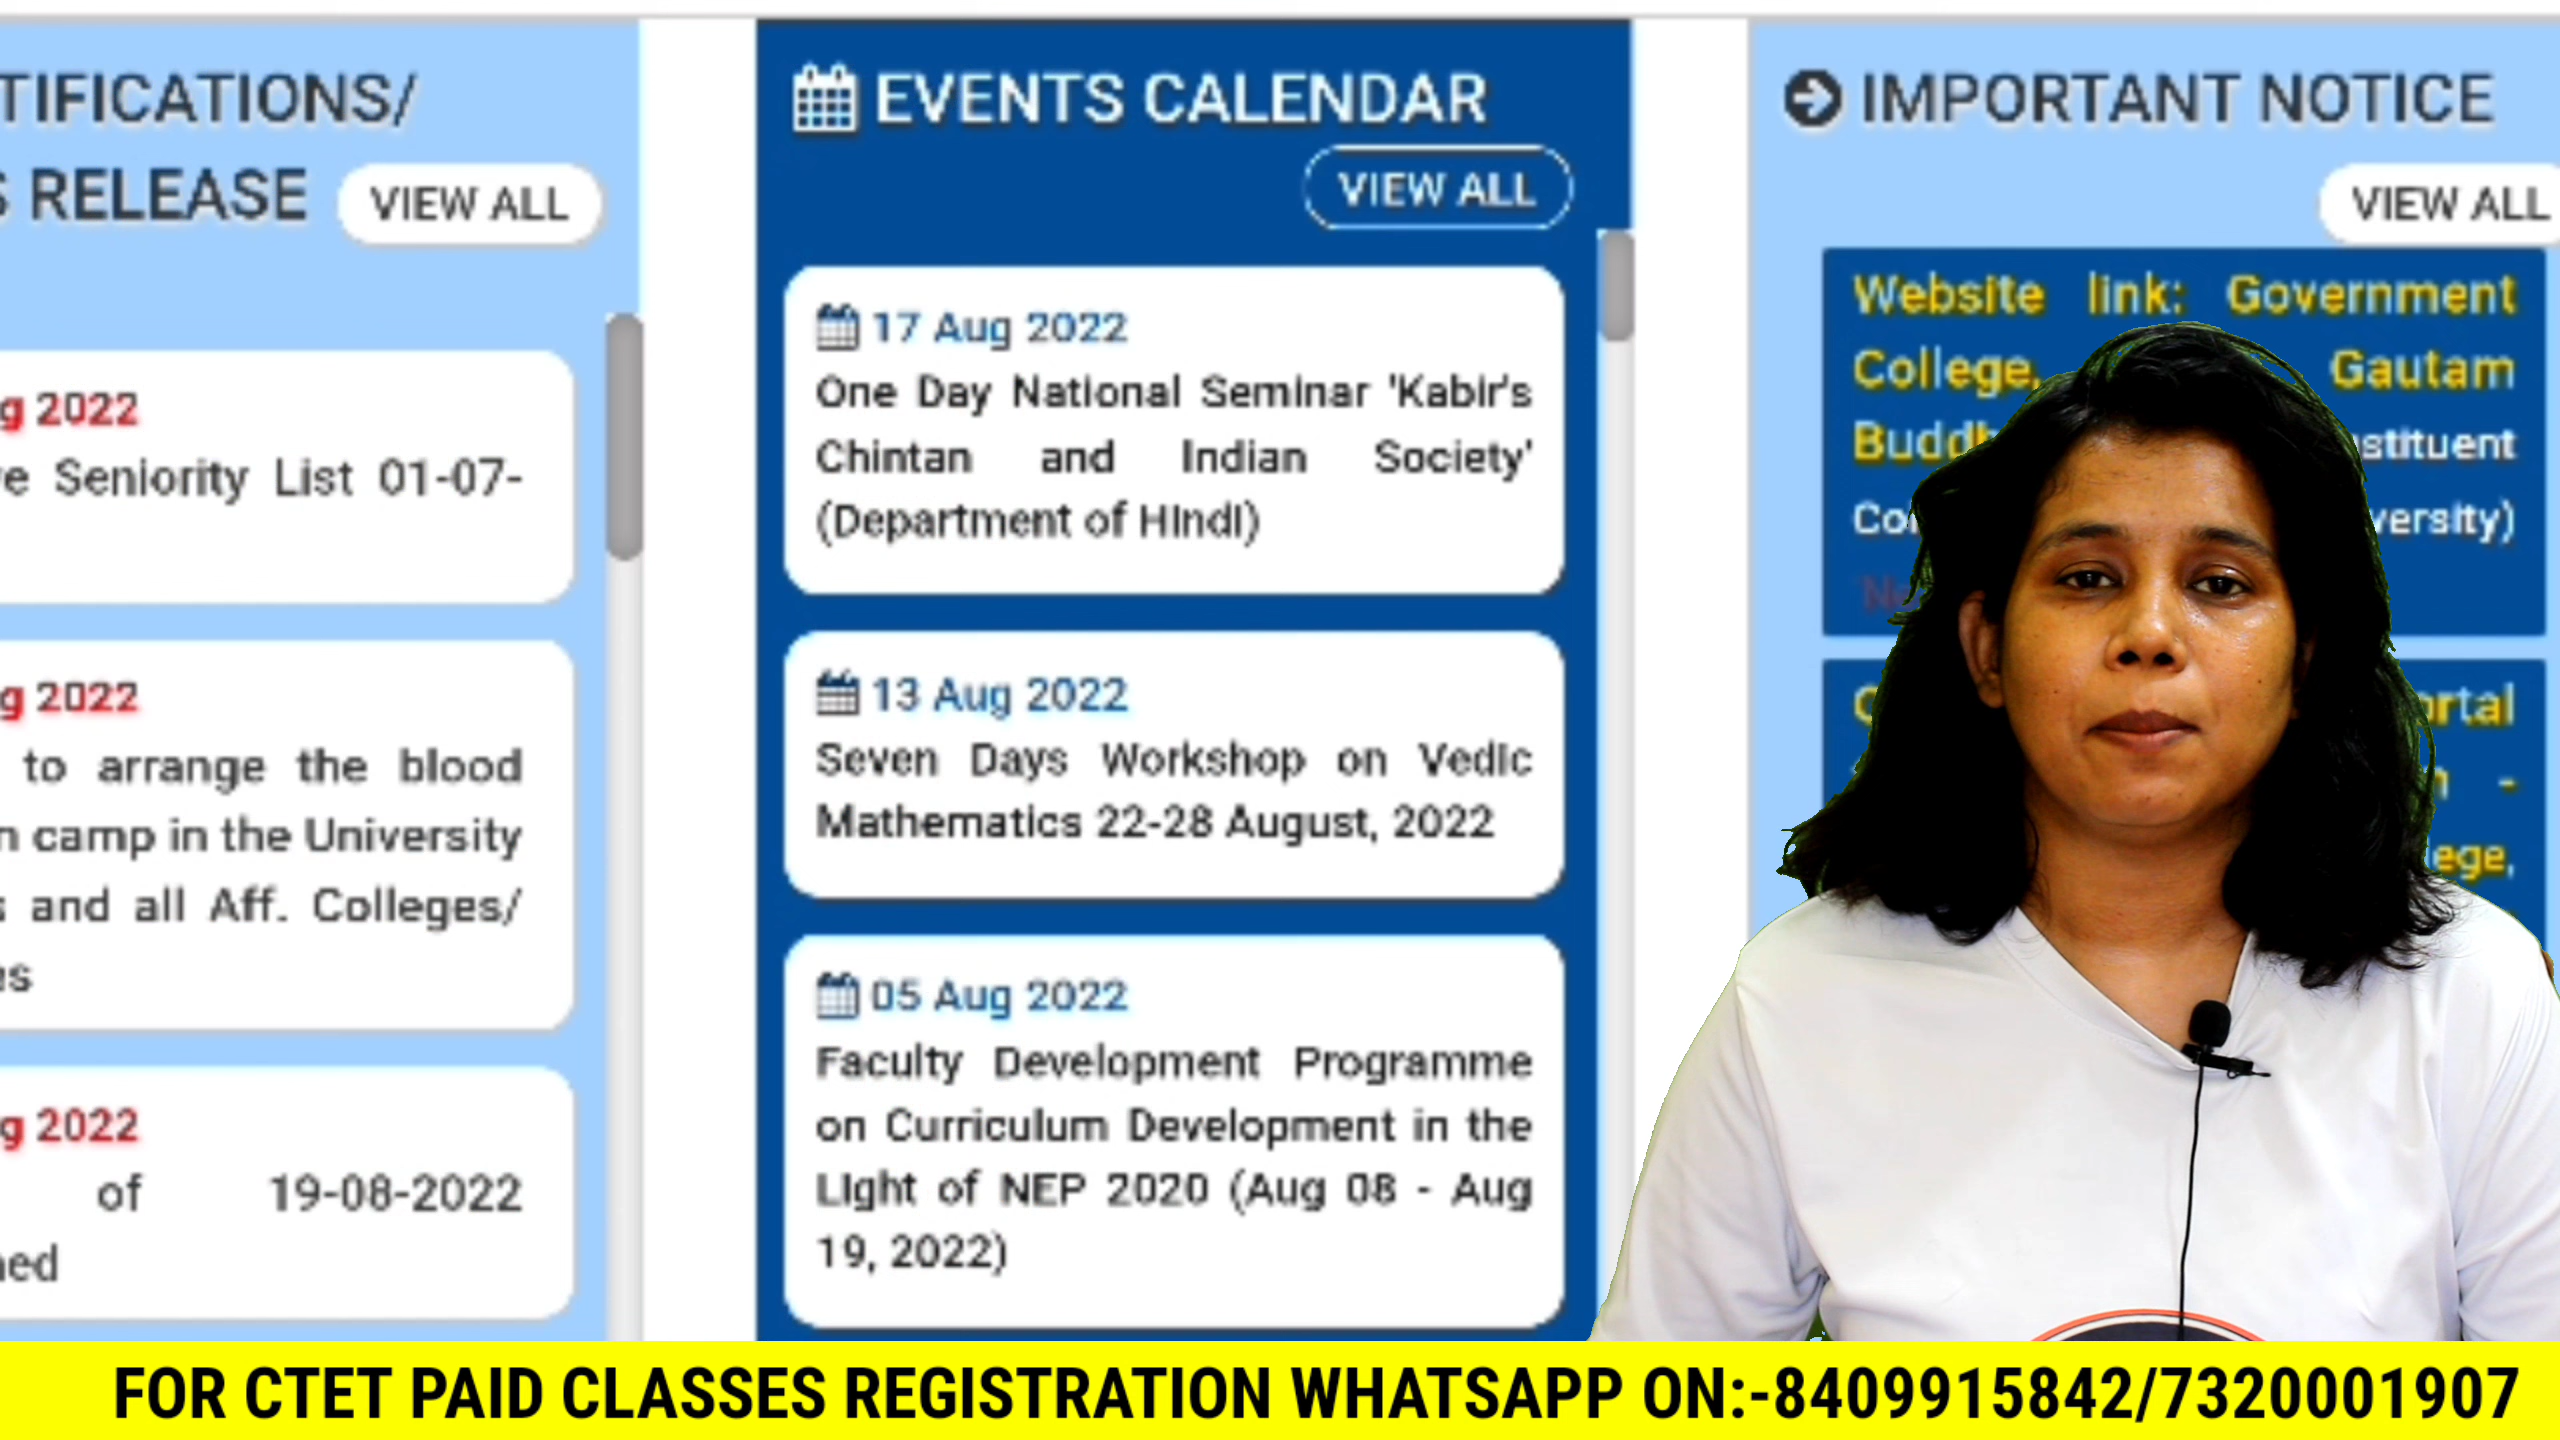 TIFICATIONS/
RELEASE
VIEW ALL
2022
Seniority List 01-07-
2022
to arrange the blood
camp in the University
and all Aff. Colleges/
2022
of 19-08-2022
EVENTS CALENDAR
VIEW ALL
17 Aug 2022
One Day National Seminar 'Kabir's
Chintan and Indian Society'
(Department of Hindi)
13 Aug 2022
Seven Days Workshop on Vedic
Mathematics 22-28 August, 2022
05 Aug 2022
Faculty Development Programme
on Curriculum Development in the
Light of NEP 2020 (Aug 08 - Aug
19, 2022)
IMPORTANT NOTICE
VIEW ALL
Website link: Government
College, Gautam
FOR CTET PAID CLASSES REGISTRATION WHATSAPP ON:-8409915842/7320001907